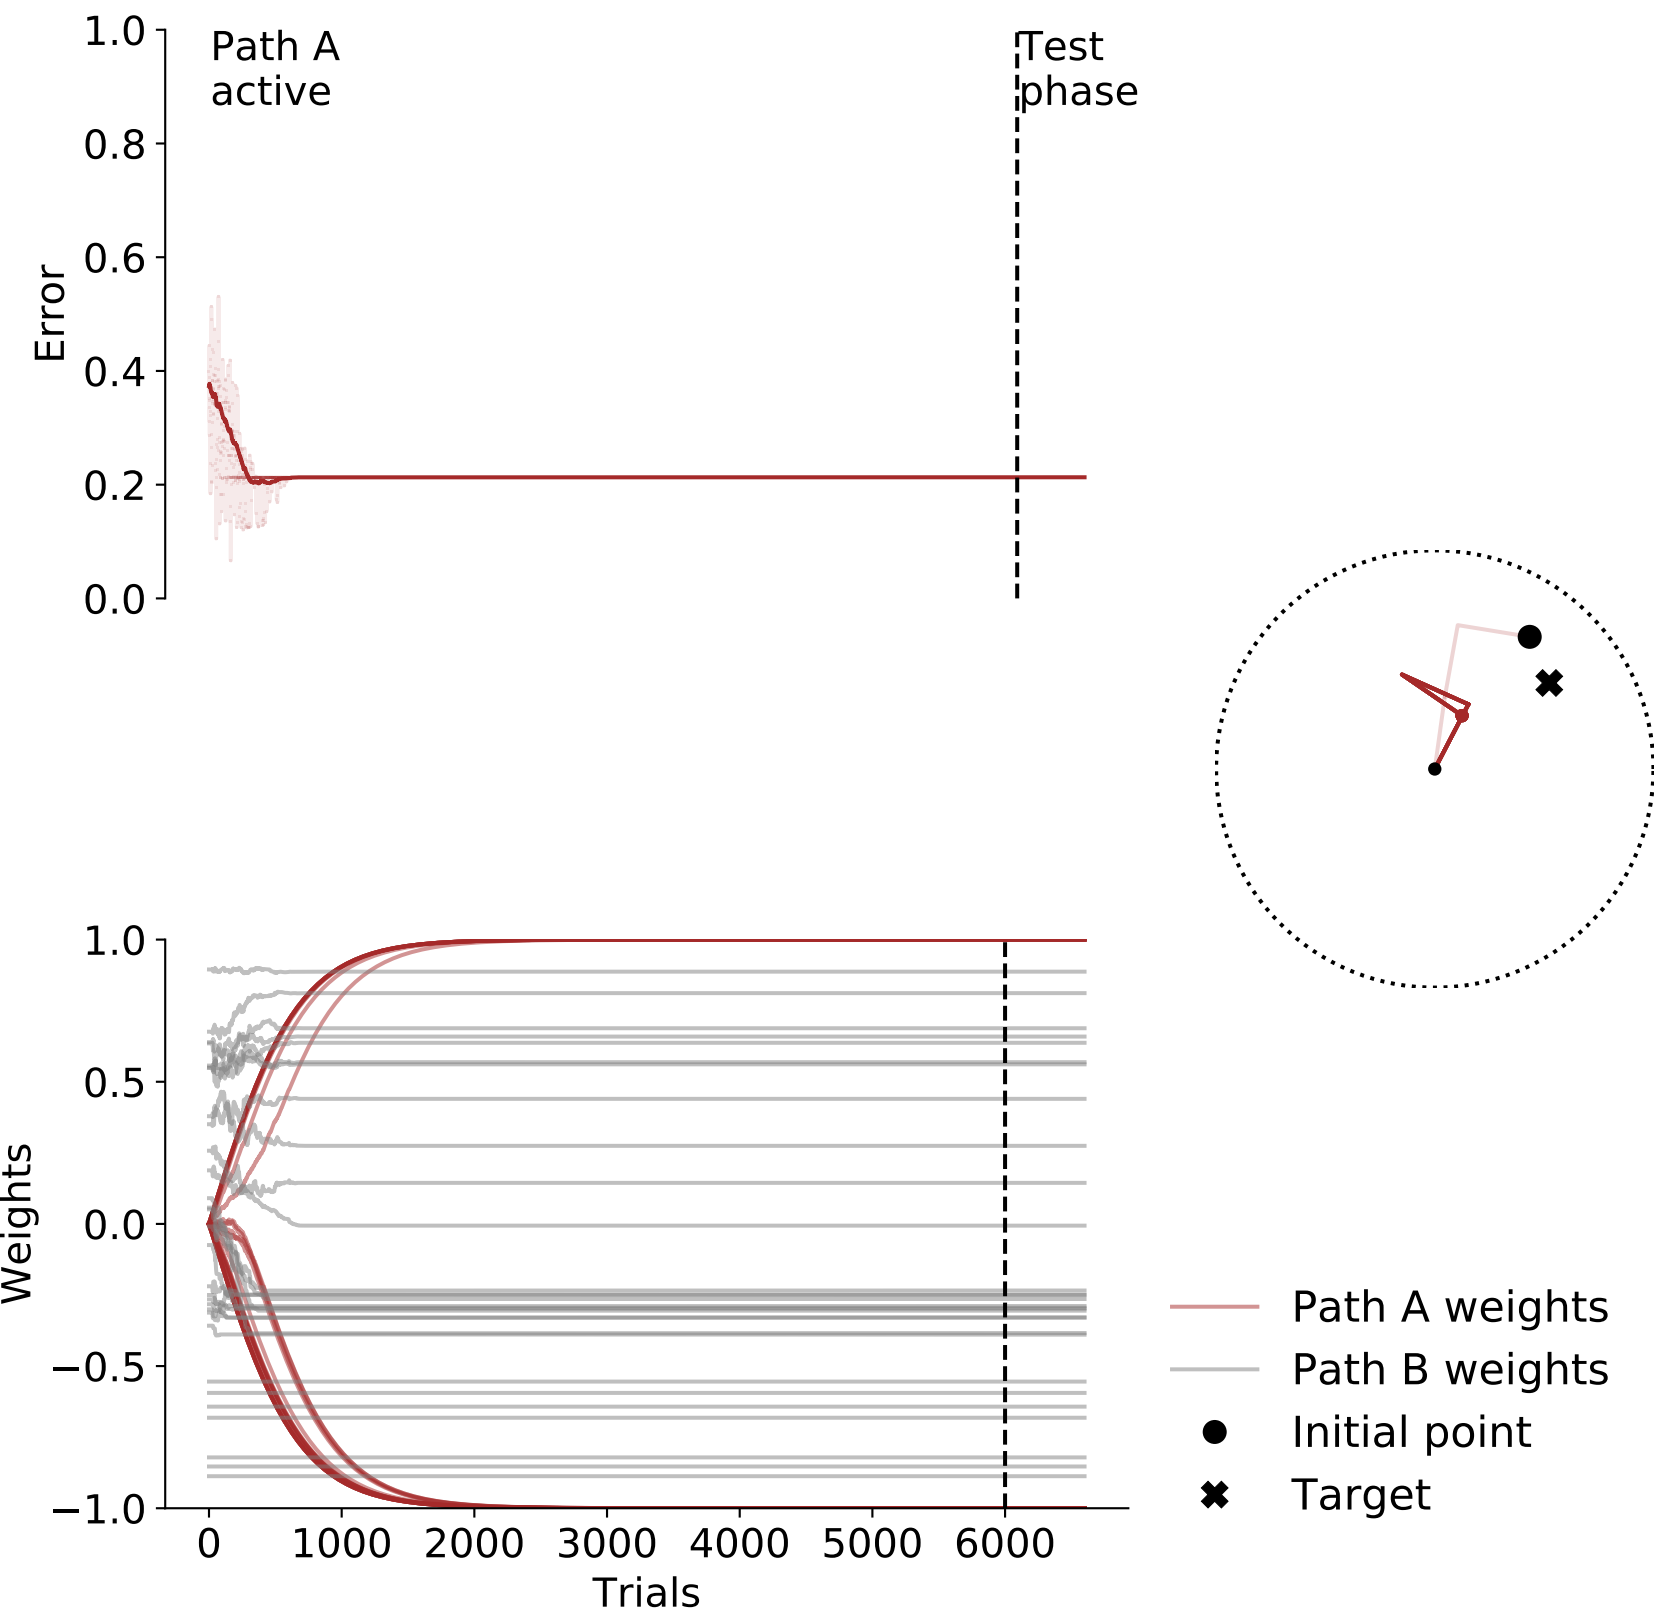 1.0
Path A
active
Test
phase
0.8
0.6
0.4
0.2
0.0
Error
1.0
0.5
0.0
−0.5
−1.0
Weights
0 1000 2000 3000 4000 5000 6000
Trials
Path A weights
Path B weights
Initial point
Target